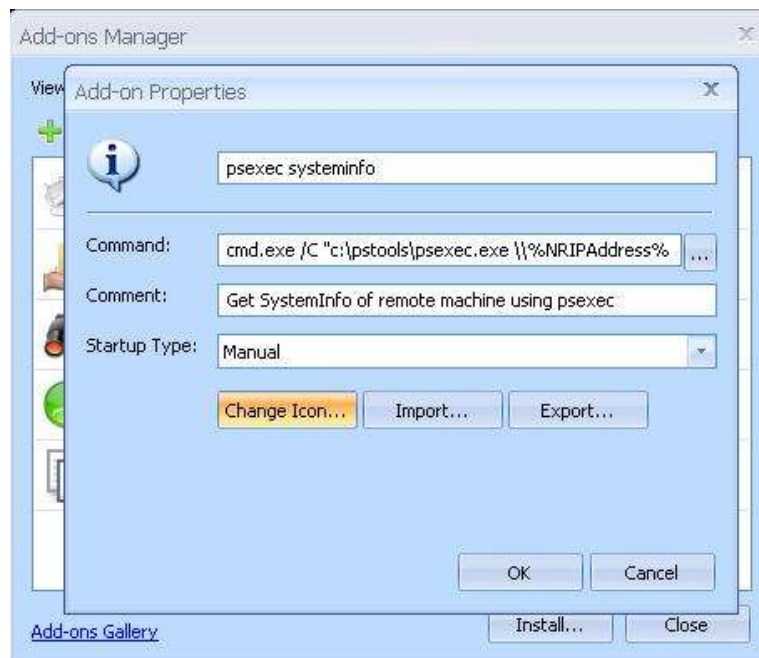 Add-ons Manager
View
Add-on Properties
psexec systeminfo
Command: cmd.exe /C "c:\pstools\psexec.exe \\%NRIPAddress% ...
Comment: Get SystemInfo of remote machine using psexec
Startup Type: Manual
Change Icon... Import... Export...
OK Cancel
Add-ons Gallery Install... Close